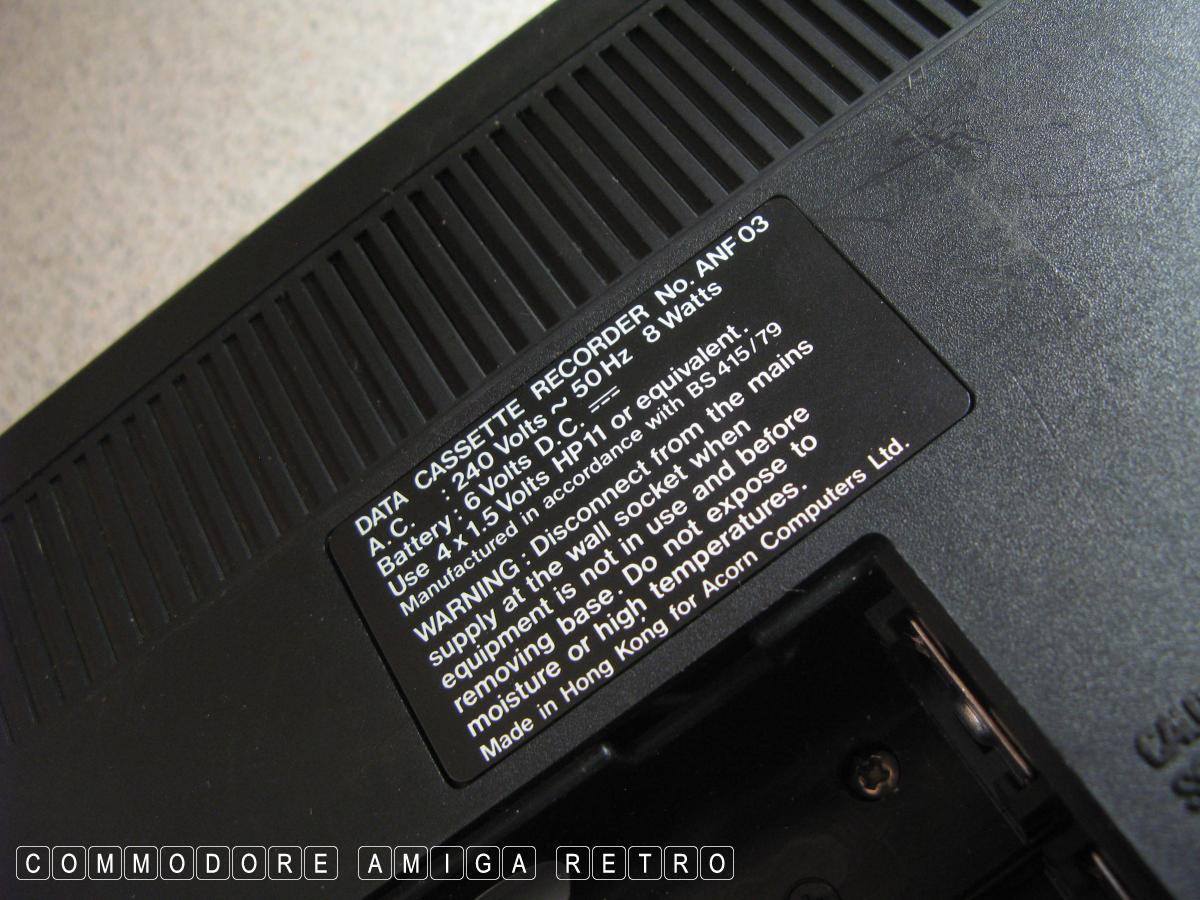 DATA CASSETTE RECORDER No. ANF 03
A.C. : 240 Volts ~ 50 Hz 8 Watts
Battery : 6 Volts D.C. ⎓
Use 4 x 1.5 Volts HP 11 or equivalent.
Manufactured in accordance with BS 415/79
WARNING : Disconnect from the mains
supply at the wall socket when
equipment is not in use and before
removing base. Do not expose to
moisture or high temperatures.
Made in Hong Kong for Acorn Computers Ltd.
COMMODORE AMIGA RETRO